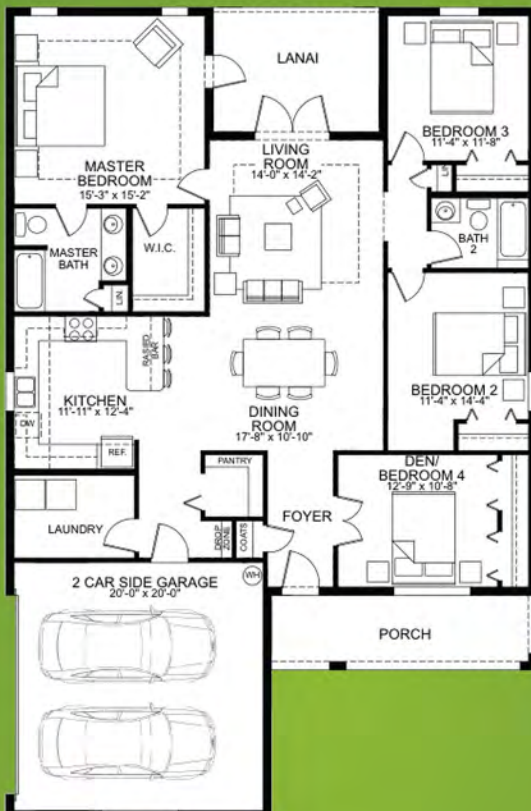 LANAI
BEDROOM 3
11'-4" x 11'-8"
LIVING
ROOM
14'-0" x 14'-2"
MASTER
BEDROOM
15'-3" x 15'-2"
LIN.
MASTER
BATH
W.I.C.
BATH
2
LIN.
RASIED
BAR
KITCHEN
11'-11" x 12'-4"
BEDROOM 2
11'-4" x 14'-4"
DINING
ROOM
17'-8" x 10'-10"
DW
REF.
PANTRY
DEN/
BEDROOM 4
12'-9" x 10'-8"
LAUNDRY
FOYER
DROP
ZONE
COATS
2 CAR SIDE GARAGE
20'-0" x 20'-0"
WH
PORCH